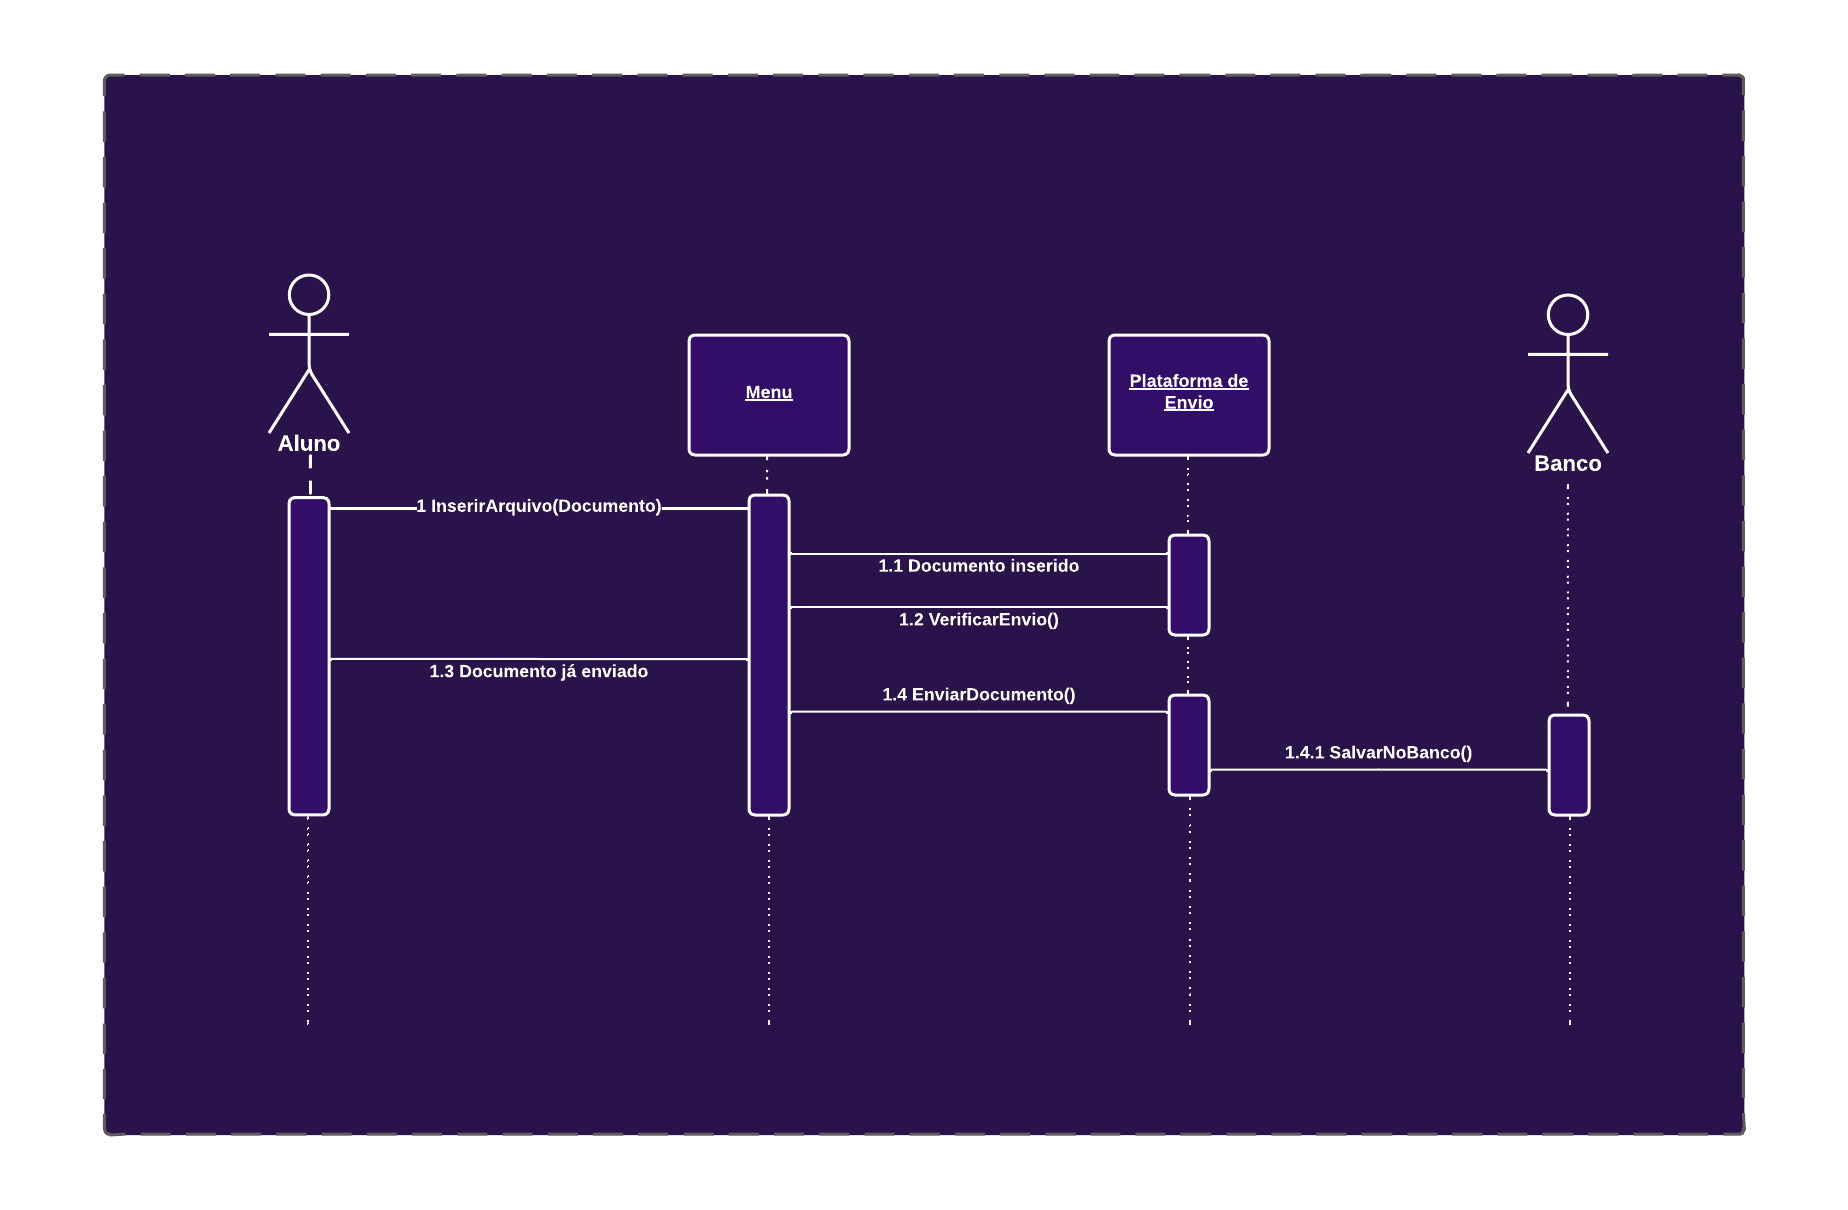 Aluno
Menu
Plataforma de
Envio
Banco
1 InserirArquivo(Documento)
1.1 Documento inserido
1.2 VerificarEnvio()
1.3 Documento já enviado
1.4 EnviarDocumento()
1.4.1 SalvarNoBanco()